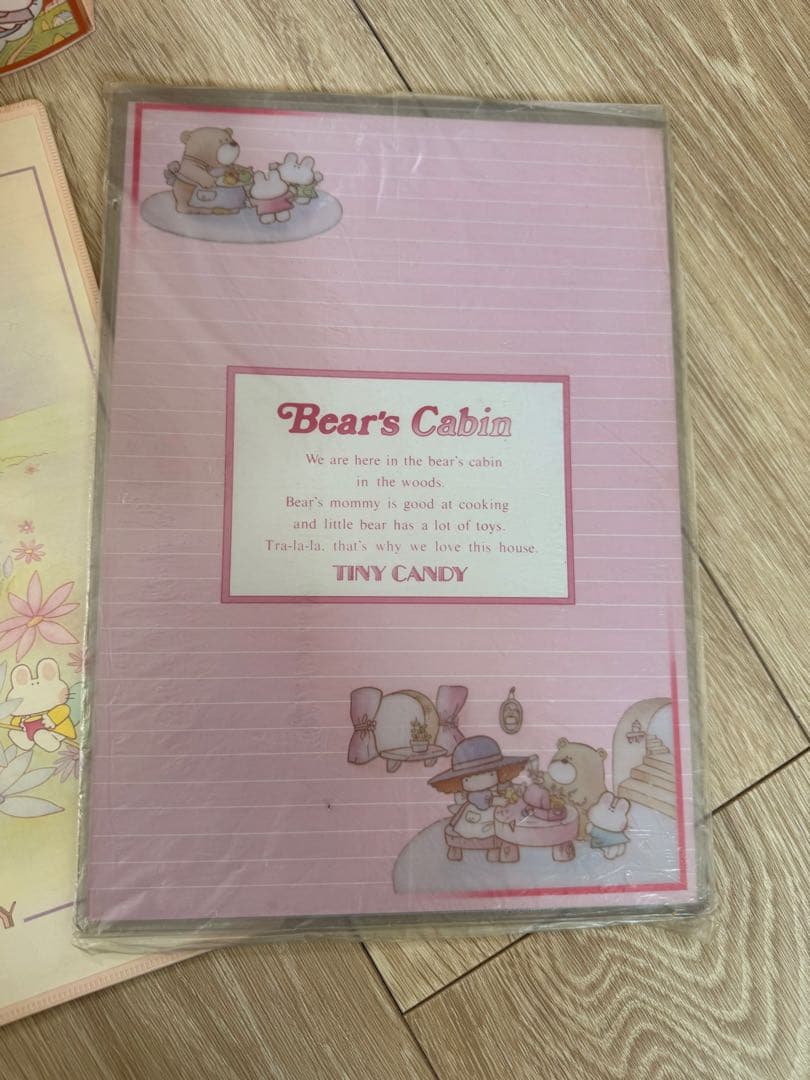 Bear's Cabin
We are here in the bear's cabin
in the woods.
Bear's mommy is good at cooking
and little bear has a lot of toys.
Tra-la-la. that's why we love this house.
TINY CANDY
Y